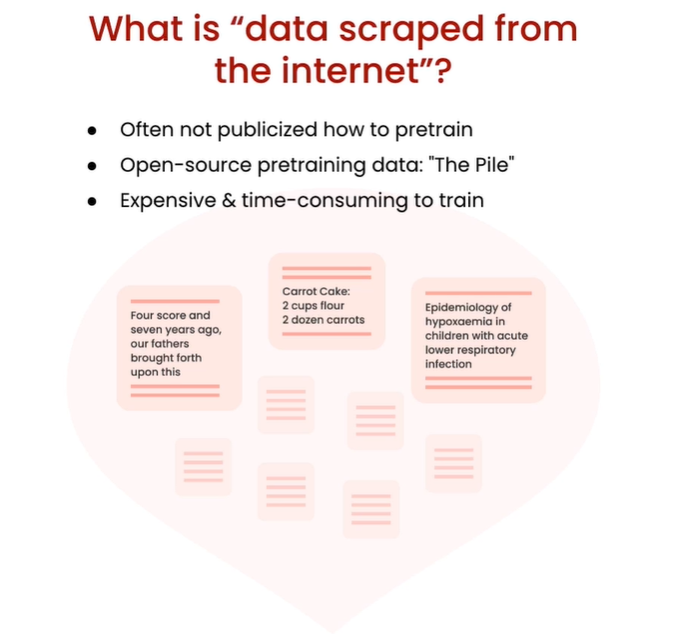 What is “data scraped from
the internet”?
● Often not publicized how to pretrain
● Open-source pretraining data: "The Pile"
● Expensive & time-consuming to train
Four score and
seven years ago,
our fathers
brought forth
upon this
Carrot Cake:
2 cups flour
2 dozen carrots
Epidemiology of
hypoxaemia in
children with acute
lower respiratory
infection